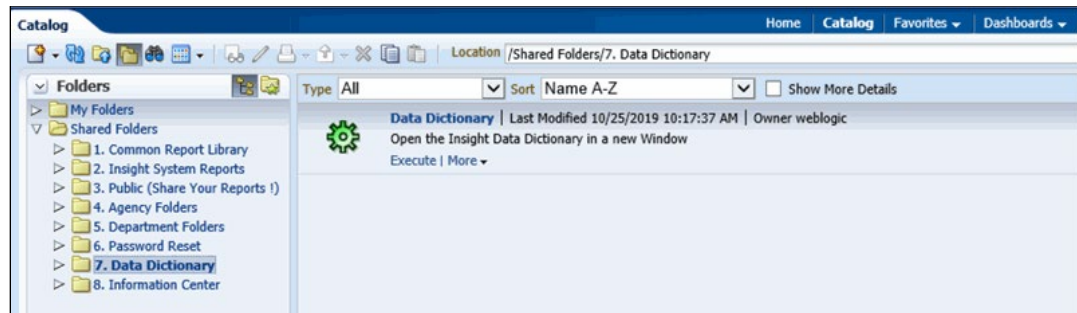 Catalog
Home Catalog Favorites Dashboards
Location /Shared Folders/7. Data Dictionary
Folders
My Folders
Shared Folders
1. Common Report Library
2. Insight System Reports
3. Public (Share Your Reports !)
4. Agency Folders
5. Department Folders
6. Password Reset
7. Data Dictionary
8. Information Center
Type All Sort Name A-Z Show More Details
Data Dictionary | Last Modified 10/25/2019 10:17:37 AM | Owner weblogic
Open the Insight Data Dictionary in a new Window
Execute | More